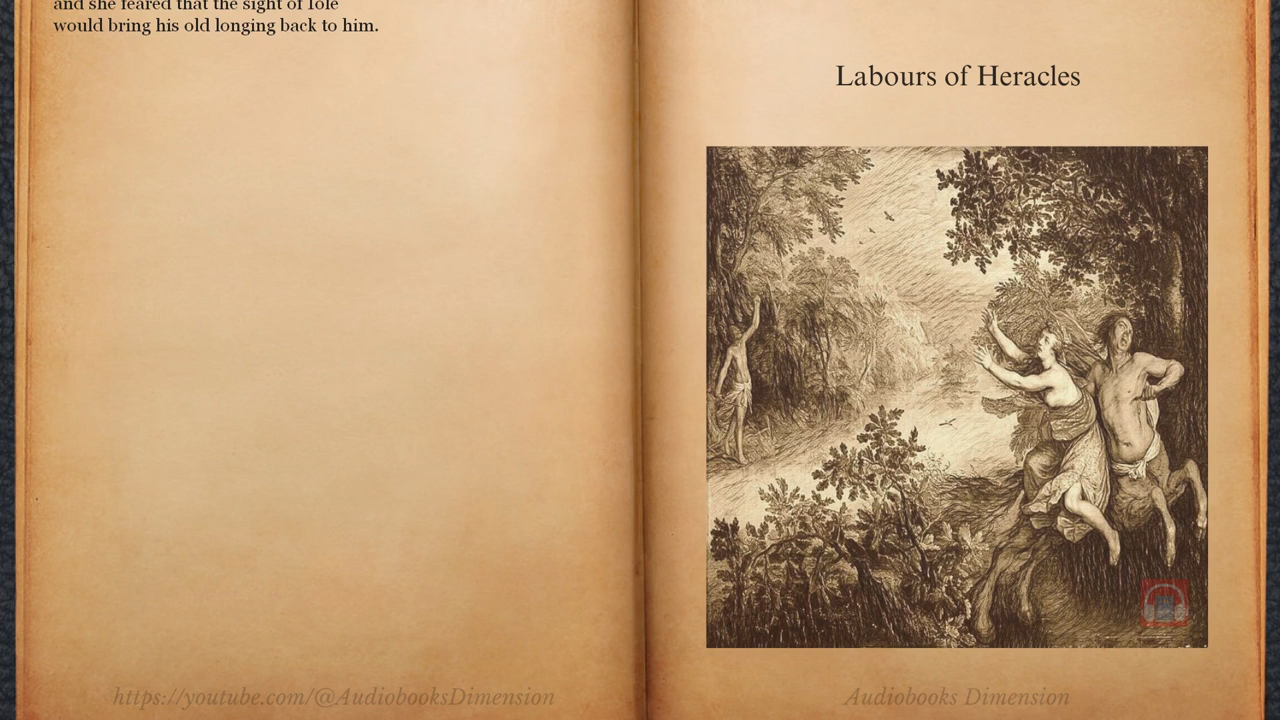 and she feared that the sight of Iole
would bring his old longing back to him.
Labours of Heracles
https://youtube.com/@AudiobooksDimension
Audiobooks Dimension